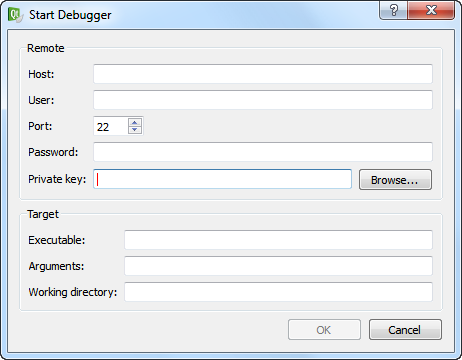 Start Debugger
Remote
Host:
User:
Port: 22
Password:
Private key: Browse...
Target
Executable:
Arguments:
Working directory:
OK Cancel